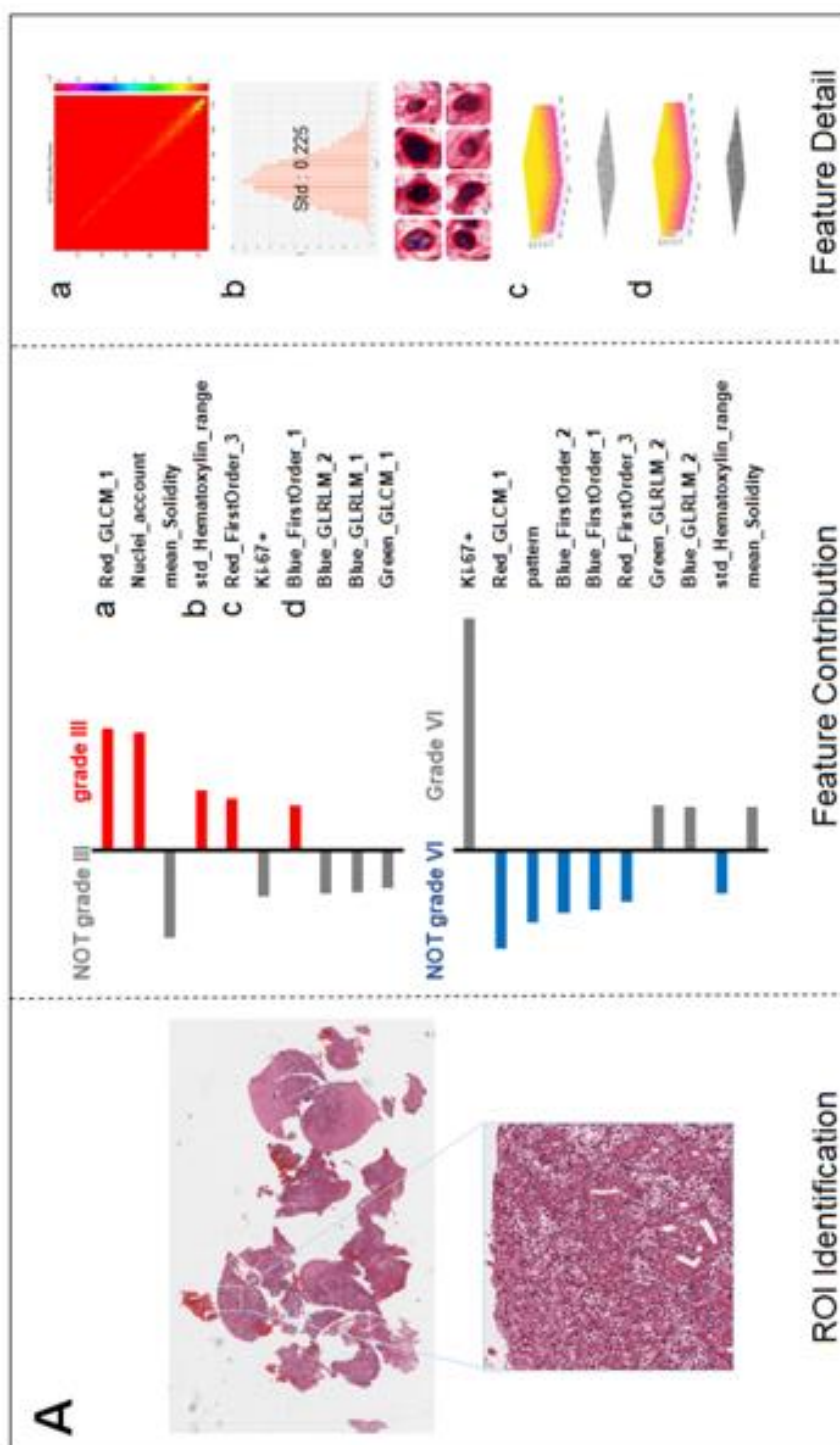 A
ROI Identification
NOT grade III
grade III
a Red_GLCM_1
Nuclei_account
mean_Solidity
b std_Hematoxylin_range
c Red_FirstOrder_3
Ki-67+
d Blue_FirstOrder_1
Blue_GLRLM_2
Blue_GLRLM_1
Green_GLCM_1
NOT grade VI
Grade VI
Ki-67+
Red_GLCM_1
pattern
Blue_FirstOrder_2
Blue_FirstOrder_1
Red_FirstOrder_3
Green_GLRLM_2
Blue_GLRLM_2
std_Hematoxylin_range
mean_Solidity
Feature Contribution
a
b
Std : 0.225
c
d
Feature Detail